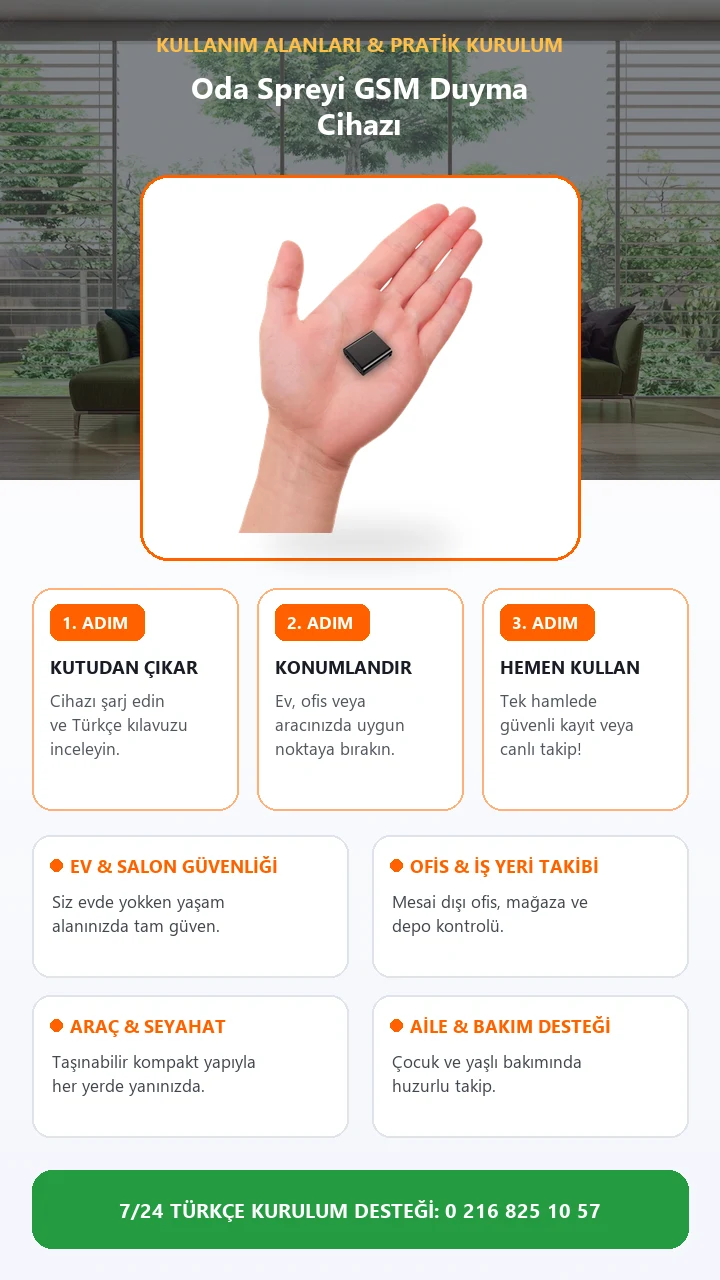 KULLANIM ALANLARI & PRATİK KURULUM
Oda Spreyi GSM Duyma
Cihazı
1. ADIM
KUTUDAN ÇIKAR
Cihazı şarj edin
ve Türkçe kılavuzu
inceleyin.
2. ADIM
KONUMLANDIR
Ev, ofis veya
aracınızda uygun
noktaya bırakın.
3. ADIM
HEMEN KULLAN
Tek hamlede
güvenli kayıt veya
canlı takip!
EV & SALON GÜVENLİĞİ
Siz evde yokken yaşam
alanınızda tam güven.
OFİS & İŞ YERİ TAKİBİ
Mesai dışı ofis, mağaza ve
depo kontrolü.
ARAÇ & SEYAHAT
Taşınabilir kompakt yapıyla
her yerde yanınızda.
AİLE & BAKIM DESTEĞİ
Çocuk ve yaşlı bakımında
huzurlu takip.
7/24 TÜRKÇE KURULUM DESTEĞİ: 0 216 825 10 57